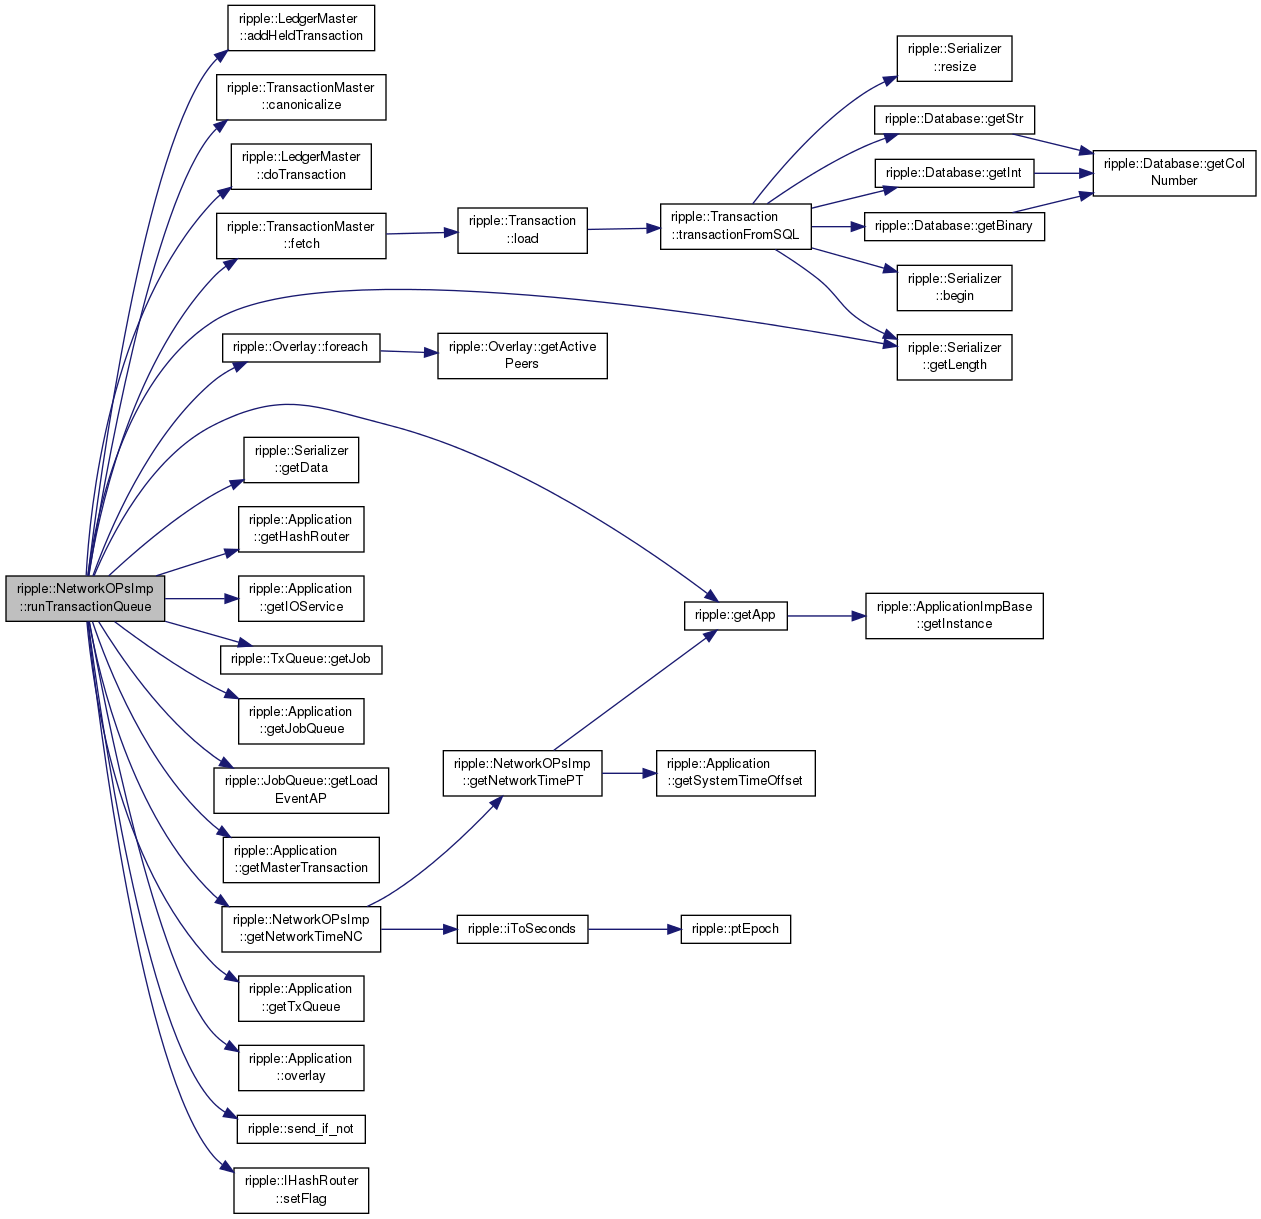 ripple::LedgerMaster
::addHeldTransaction
ripple::TransactionMaster
::canonicalize
ripple::LedgerMaster
::doTransaction
ripple::TransactionMaster
::fetch
ripple::Transaction
::load
ripple::Transaction
::transactionFromSQL
ripple::Serializer
::resize
ripple::Database::getStr
ripple::Database::getInt
ripple::Database::getBinary
ripple::Database::getCol
Number
ripple::Serializer
::begin
ripple::Serializer
::getLength
ripple::Overlay::foreach
ripple::Overlay::getActive
Peers
ripple::Serializer
::getData
ripple::Application
::getHashRouter
ripple::NetworkOPsImp
::runTransactionQueue
ripple::Application
::getIOService
ripple::TxQueue::getJob
ripple::Application
::getJobQueue
ripple::JobQueue::getLoad
EventAP
ripple::Application
::getMasterTransaction
ripple::NetworkOPsImp
::getNetworkTimeNC
ripple::NetworkOPsImp
::getNetworkTimePT
ripple::getApp
ripple::ApplicationImpBase
::getInstance
ripple::Application
::getSystemTimeOffset
ripple::iToSeconds
ripple::ptEpoch
ripple::Application
::getTxQueue
ripple::Application
::overlay
ripple::send_if_not
ripple::IHashRouter
::setFlag